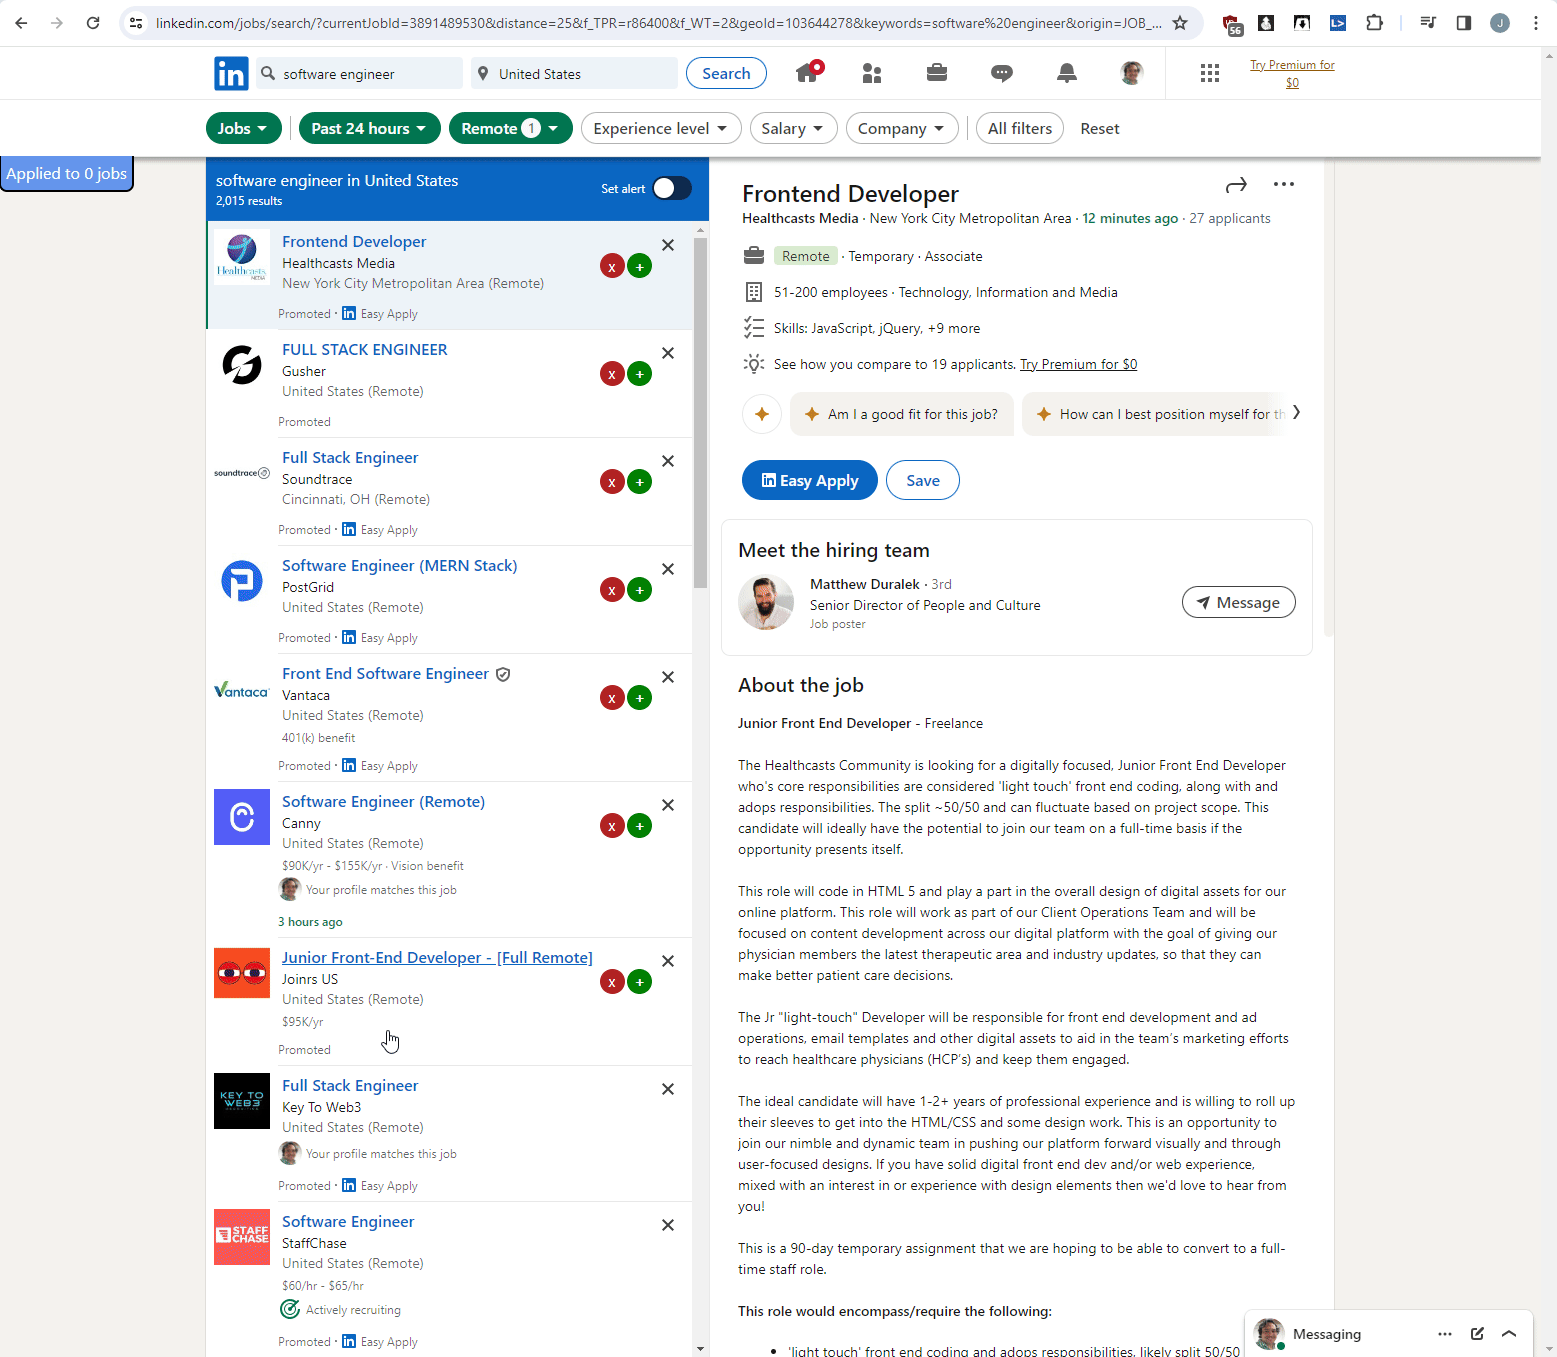 linkedin.com/jobs/search/?currentJobId=3891489530&distance=25&f_TPR=r86400&f_WT=2&geoId=103644278&keywords=software%20engineer&origin=JOB_...
56
L>
J
in
software engineer
United States
Search
Try Premium for
$0
Jobs
Past 24 hours
Remote 1
Experience level
Salary
Company
All filters
Reset
Applied to 0 jobs
software engineer in United States
2,015 results
Set alert
Healthcasts
MEDIA
Frontend Developer
Healthcasts Media
New York City Metropolitan Area (Remote)
x +
Promoted · in Easy Apply
FULL STACK ENGINEER
Gusher
United States (Remote)
x +
Promoted
soundtrace
Full Stack Engineer
Soundtrace
Cincinnati, OH (Remote)
x +
Promoted · in Easy Apply
Software Engineer (MERN Stack)
PostGrid
United States (Remote)
x +
Promoted · in Easy Apply
Vantaca
Front End Software Engineer
Vantaca
United States (Remote)
401(k) benefit
x +
Promoted · in Easy Apply
Software Engineer (Remote)
Canny
United States (Remote)
$90K/yr - $155K/yr · Vision benefit
Your profile matches this job
x +
3 hours ago
Junior Front-End Developer - [Full Remote]
Joinrs US
United States (Remote)
$95K/yr
x +
Promoted
KEY TO
WEB3
RECRUITING
Full Stack Engineer
Key To Web3
United States (Remote)
Your profile matches this job
Promoted · in Easy Apply
STAFF
CHASE
Software Engineer
StaffChase
United States (Remote)
$60/hr - $65/hr
Actively recruiting
Promoted · in Easy Apply
Frontend Developer
Healthcasts Media · New York City Metropolitan Area · 12 minutes ago · 27 applicants
Remote · Temporary · Associate
51-200 employees · Technology, Information and Media
Skills: JavaScript, jQuery, +9 more
See how you compare to 19 applicants. Try Premium for $0
Am I a good fit for this job?
How can I best position myself for th
in Easy Apply
Save
Meet the hiring team
Matthew Duralek · 3rd
Senior Director of People and Culture
Job poster
Message
About the job
Junior Front End Developer - Freelance
The Healthcasts Community is looking for a digitally focused, Junior Front End Developer
who's core responsibilities are considered 'light touch' front end coding, along with and
adops responsibilities. The split ~50/50 and can fluctuate based on project scope. This
candidate will ideally have the potential to join our team on a full-time basis if the
opportunity presents itself.
This role will code in HTML 5 and play a part in the overall design of digital assets for our
online platform. This role will work as part of our Client Operations Team and will be
focused on content development across our digital platform with the goal of giving our
physician members the latest therapeutic area and industry updates, so that they can
make better patient care decisions.
The Jr "light-touch" Developer will be responsible for front end development and ad
operations, email templates and other digital assets to aid in the team's marketing efforts
to reach healthcare physicians (HCP's) and keep them engaged.
The ideal candidate will have 1-2+ years of professional experience and is willing to roll up
their sleeves to get into the HTML/CSS and some design work. This is an opportunity to
join our nimble and dynamic team in pushing our platform forward visually and through
user-focused designs. If you have solid digital front end dev and/or web experience,
mixed with an interest in or experience with design elements then we'd love to hear from
you!
This is a 90-day temporary assignment that we are hoping to be able to convert to a full-
time staff role.
This role would encompass/require the following:
• 'light touch' front end coding and adops responsibilities, likely split 50/50
Messaging